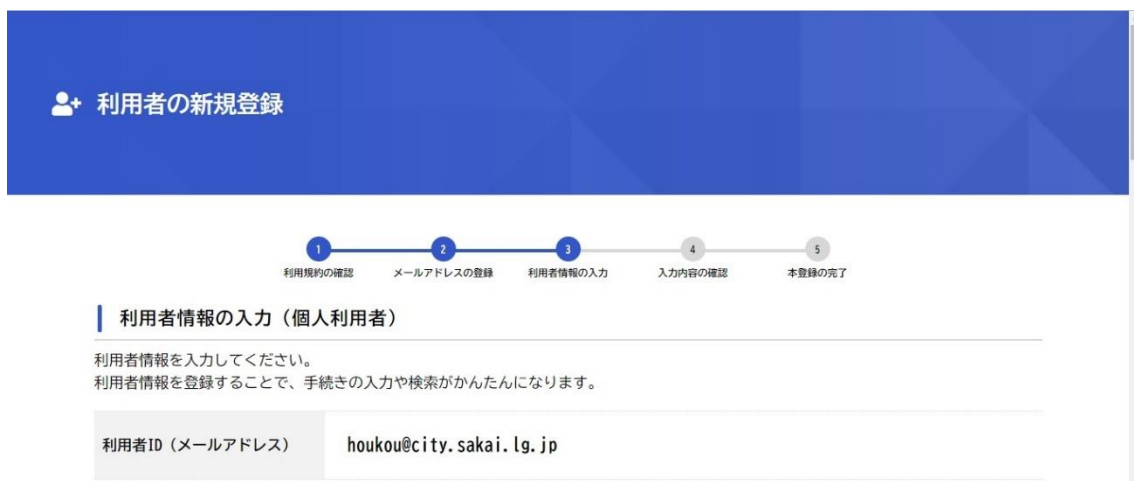 利用者の新規登録
1 2 3 4 5
利用規約の確認 メールアドレスの登録 利用者情報の入力 入力内容の確認 本登録の完了
利用者情報の入力（個人利用者）
利用者情報を入力してください。
利用者情報を登録することで、手続きの入力や検索がかんたんになります。
利用者ID（メールアドレス） houkou@city.sakai.lg.jp